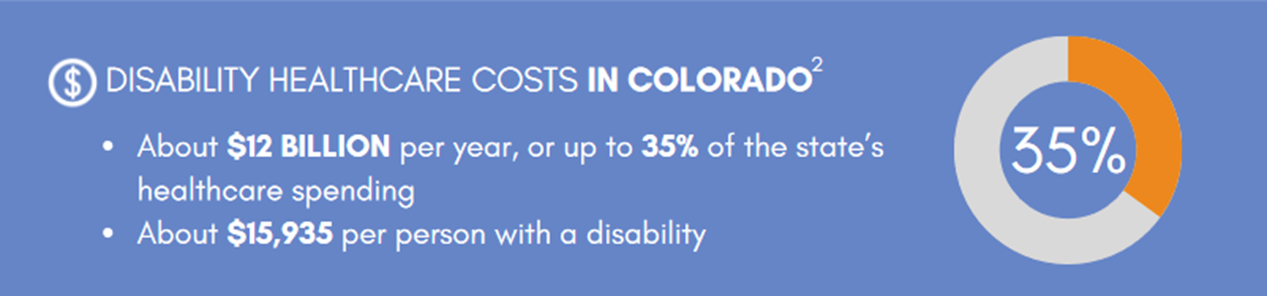 $ DISABILITY HEALTHCARE COSTS IN COLORADO²
• About $12 BILLION per year, or up to 35% of the state's
healthcare spending
• About $15,935 per person with a disability
35%